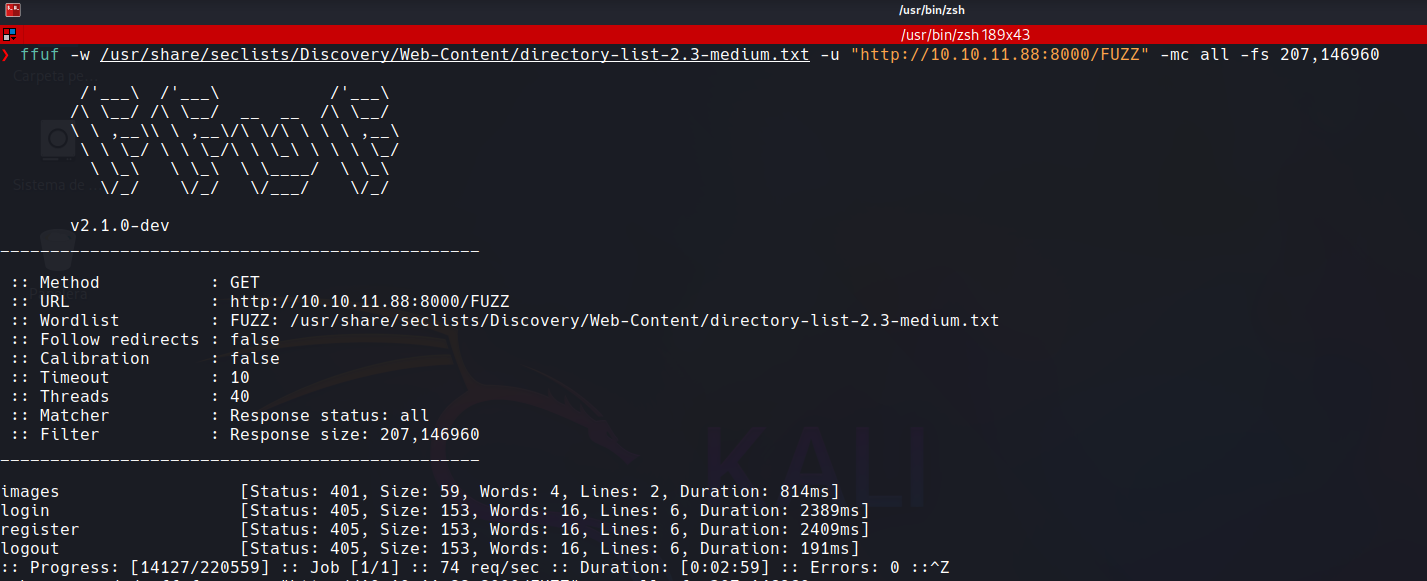 /usr/bin/zsh
/usr/bin/zsh 189x43
❯ ffuf -w /usr/share/seclists/Discovery/Web-Content/directory-list-2.3-medium.txt -u "http://10.10.11.88:8000/FUZZ" -mc all -fs 207,146960
Carpeta pe...
        /'___\  /'___\           /'___\
       /\ \__/ /\ \__/  __  __  /\ \__/
       \ \ ,__\\ \ ,__\/\ \/\ \ \ \ ,__\
        \ \ \_/ \ \ \_/\ \ \_\ \ \ \ \_/
         \ \_\   \ \_\  \ \____/  \ \_\
Sistema de ...
          \/_/    \/_/   \/___/    \/_/
       v2.1.0-dev
________________________________________________
 :: Method           : GET
 :: URL              : http://10.10.11.88:8000/FUZZ
 :: Wordlist         : FUZZ: /usr/share/seclists/Discovery/Web-Content/directory-list-2.3-medium.txt
 :: Follow redirects : false
 :: Calibration      : false
 :: Timeout          : 10
 :: Threads          : 40
 :: Matcher          : Response status: all
 :: Filter           : Response size: 207,146960
KALI
________________________________________________
images                  [Status: 401, Size: 59, Words: 4, Lines: 2, Duration: 814ms]
login                   [Status: 405, Size: 153, Words: 16, Lines: 6, Duration: 2389ms]
register                [Status: 405, Size: 153, Words: 16, Lines: 6, Duration: 2409ms]
logout                  [Status: 405, Size: 153, Words: 16, Lines: 6, Duration: 191ms]
:: Progress: [14127/220559] :: Job [1/1] :: 74 req/sec :: Duration: [0:02:59] :: Errors: 0 ::^Z